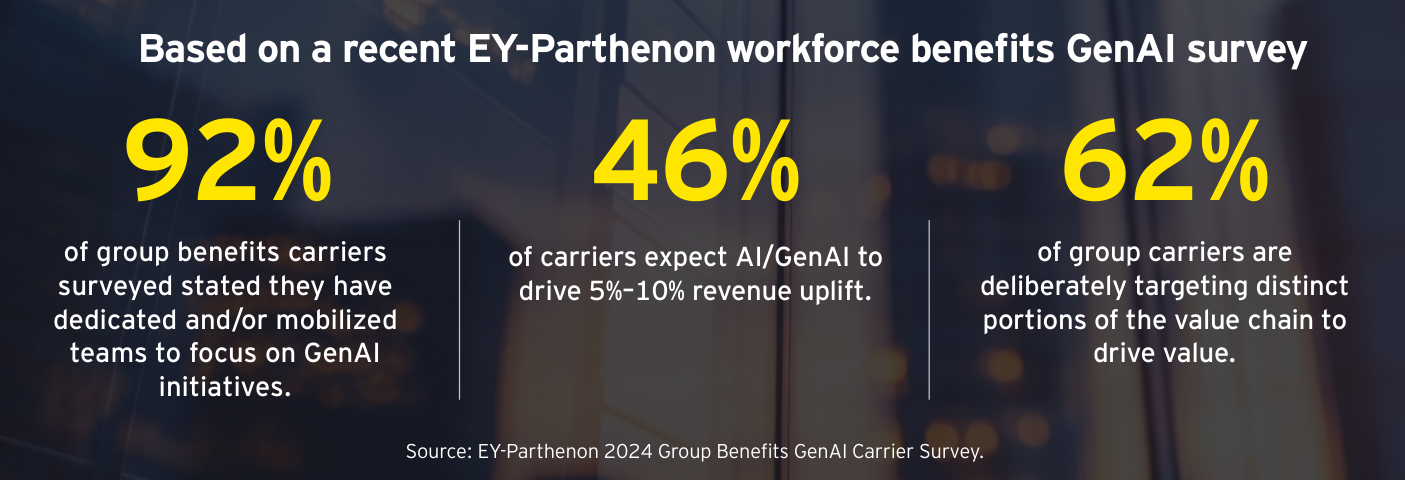 Based on a recent EY-Parthenon workforce benefits GenAI survey
92%
of group benefits carriers
surveyed stated they have
dedicated and/or mobilized
teams to focus on GenAI
initiatives.
46%
of carriers expect AI/GenAI to
drive 5%–10% revenue uplift.
62%
of group carriers are
deliberately targeting distinct
portions of the value chain to
drive value.
Source: EY-Parthenon 2024 Group Benefits GenAI Carrier Survey.